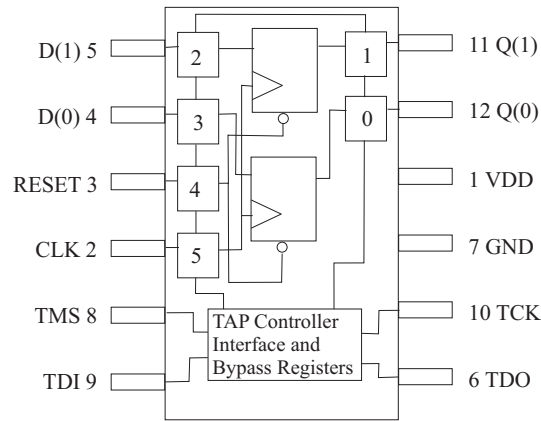 D(1) 5
2
1
11 Q(1)
D(0) 4
3
0
12 Q(0)
RESET 3
4
1 VDD
CLK 2
5
7 GND
TMS 8
TAP Controller
Interface and
Bypass Registers
10 TCK
TDI 9
6 TDO